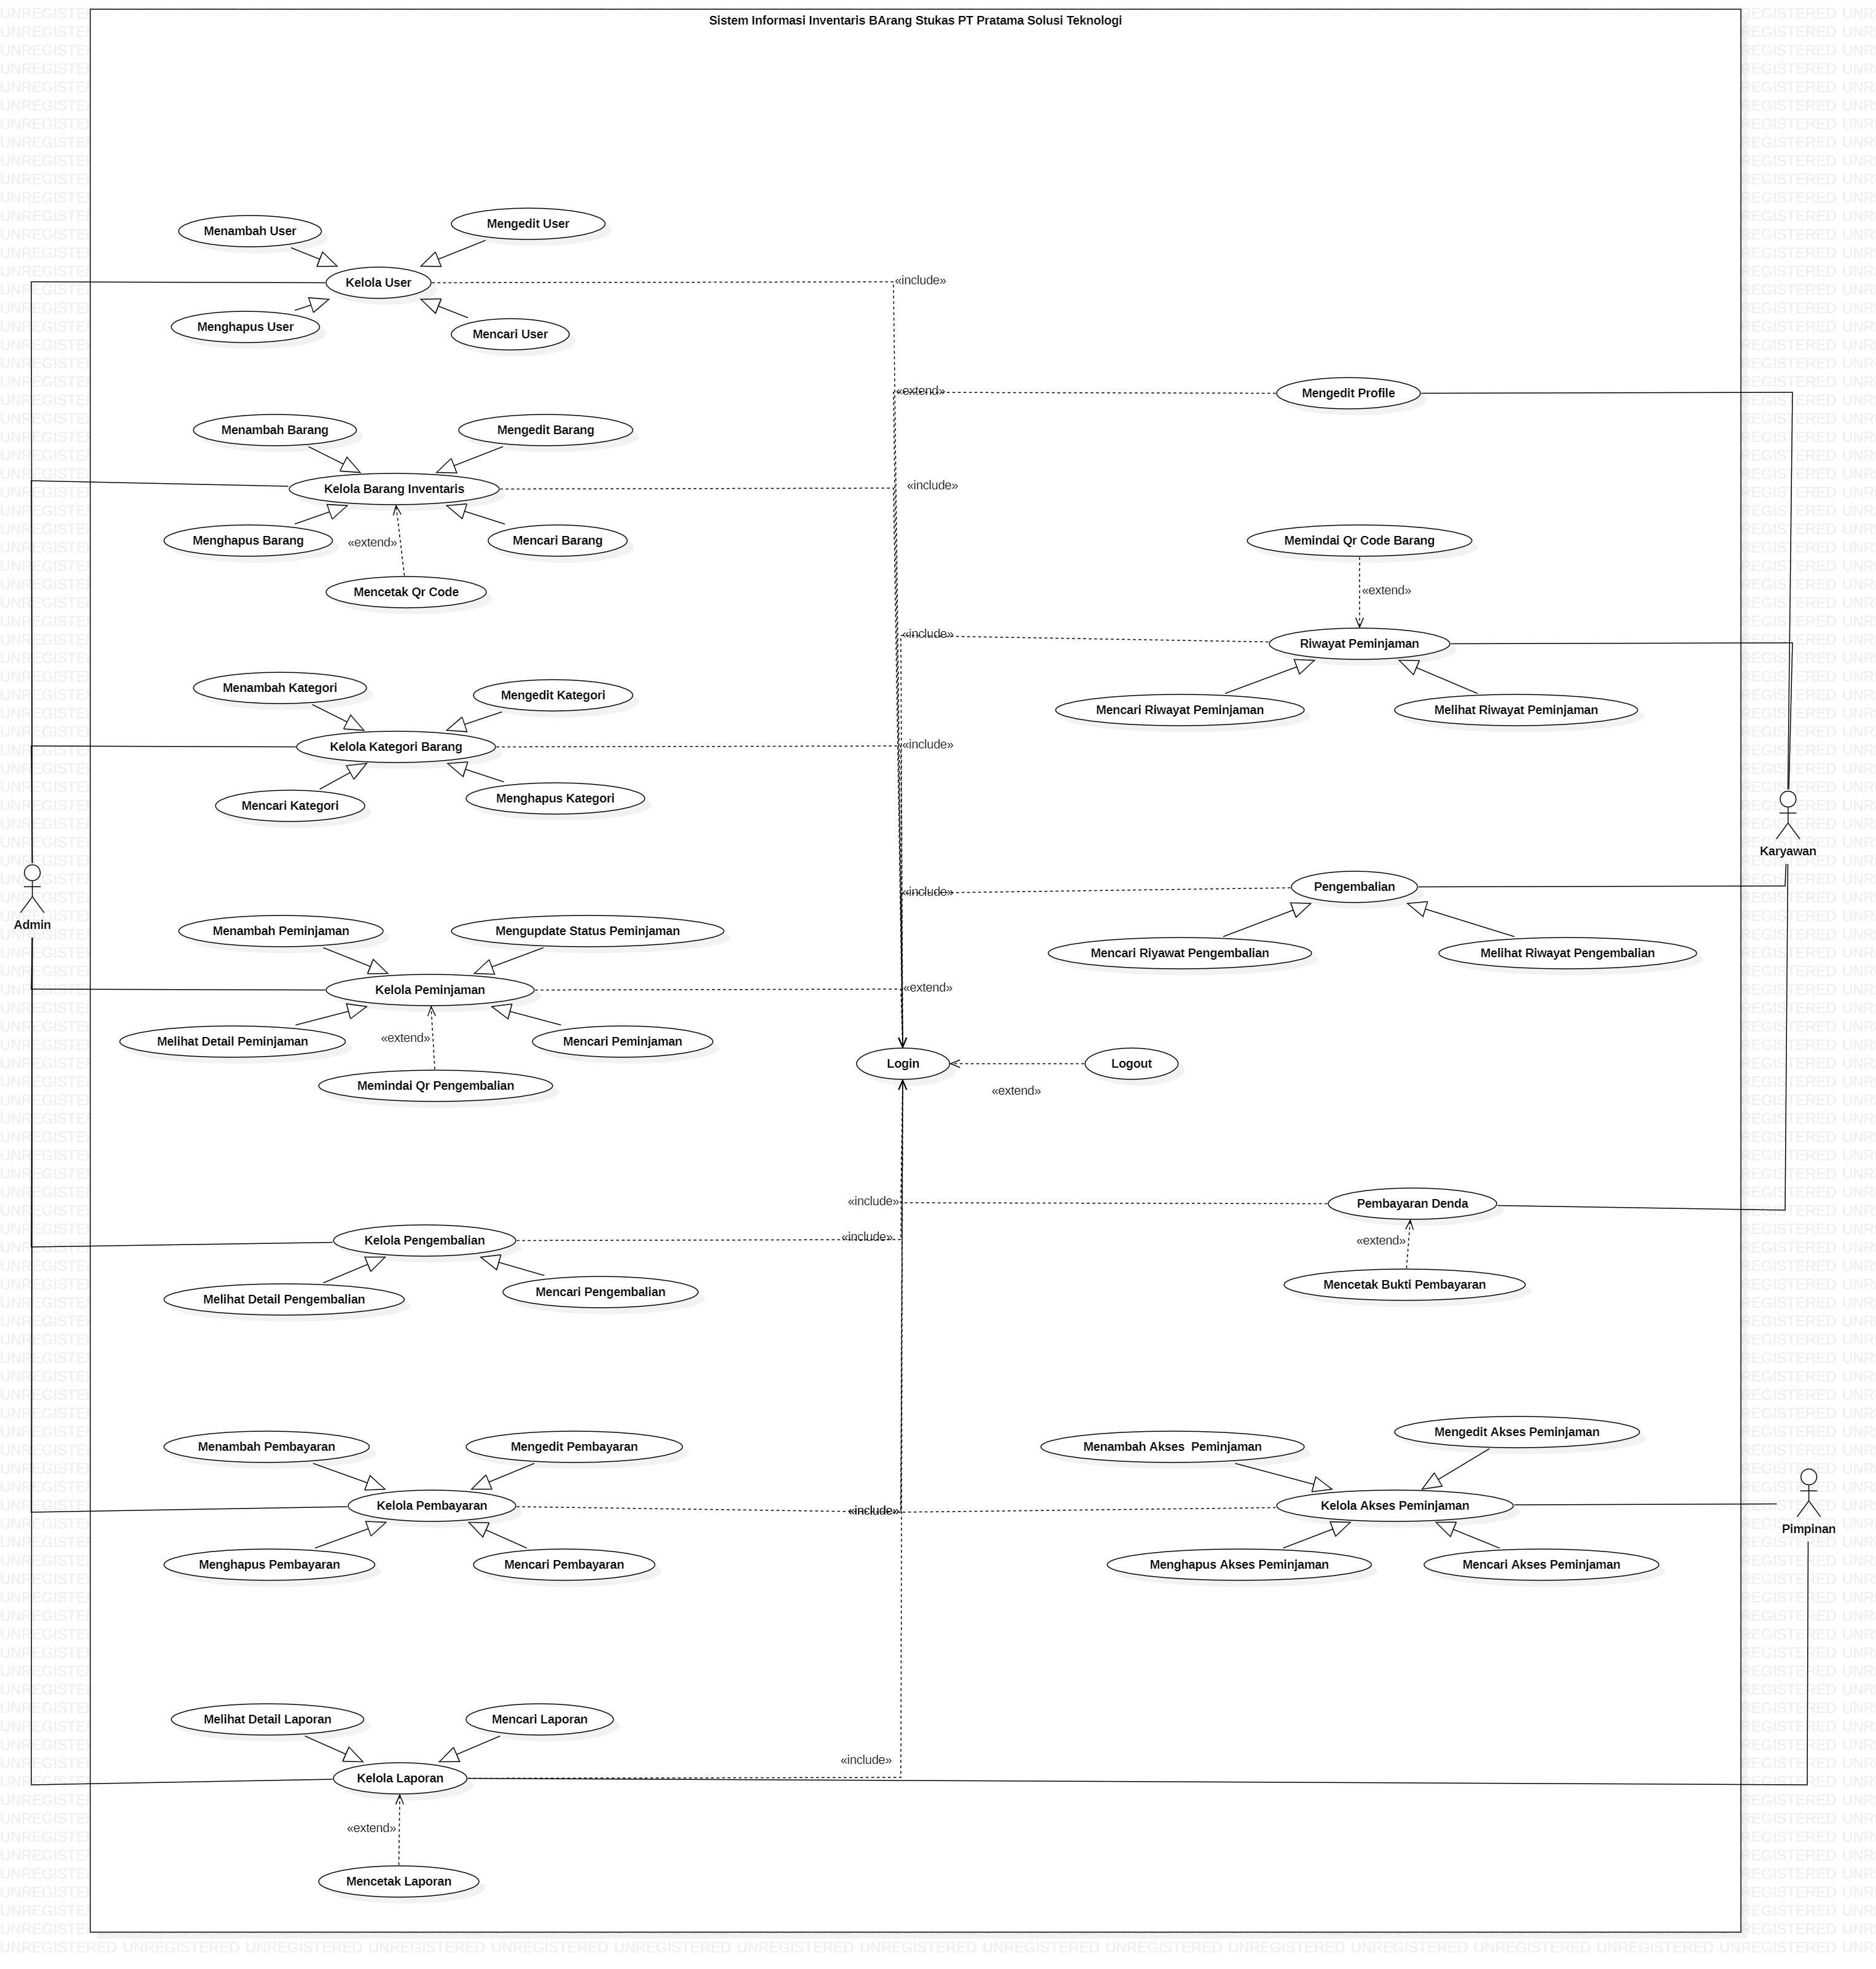 Sistem Informasi Inventaris BArang Stukas PT Pratama Solusi Teknologi
Menambah User
Mengedit User
Kelola User
«include»
Menghapus User
Mencari User
«extend»
Mengedit Profile
Menambah Barang
Mengedit Barang
Kelola Barang Inventaris
«include»
Menghapus Barang
«extend»
Mencari Barang
Memindai Qr Code Barang
Mencetak Qr Code
«extend»
«include»
Riwayat Peminjaman
Menambah Kategori
Mengedit Kategori
Mencari Riwayat Peminjaman
Melihat Riwayat Peminjaman
Kelola Kategori Barang
«include»
Mencari Kategori
Menghapus Kategori
Karyawan
«include»
Pengembalian
Admin
Menambah Peminjaman
Mengupdate Status Peminjaman
Mencari Riyawat Pengembalian
Melihat Riwayat Pengembalian
Kelola Peminjaman
«extend»
Melihat Detail Peminjaman
«extend»
Mencari Peminjaman
Login
Logout
Memindai Qr Pengembalian
«extend»
«include»
Pembayaran Denda
Kelola Pengembalian
«include»
«extend»
Melihat Detail Pengembalian
Mencari Pengembalian
Mencetak Bukti Pembayaran
Menambah Pembayaran
Mengedit Pembayaran
Menambah Akses  Peminjaman
Mengedit Akses Peminjaman
Kelola Pembayaran
«include»
Kelola Akses Peminjaman
Pimpinan
Menghapus Pembayaran
Mencari Pembayaran
Menghapus Akses Peminjaman
Mencari Akses Peminjaman
Melihat Detail Laporan
Mencari Laporan
«include»
Kelola Laporan
«extend»
Mencetak Laporan
UNREGISTERED UNREGISTERED UNREGISTERED UNREGISTERED UNREGISTERED UNREGISTERED UNREGISTERED UNREGISTERED UNREGISTERED UNREGISTERED UNREGISTERED UNREGISTERED UNREGISTERED UNREGISTERED UNREGISTERED